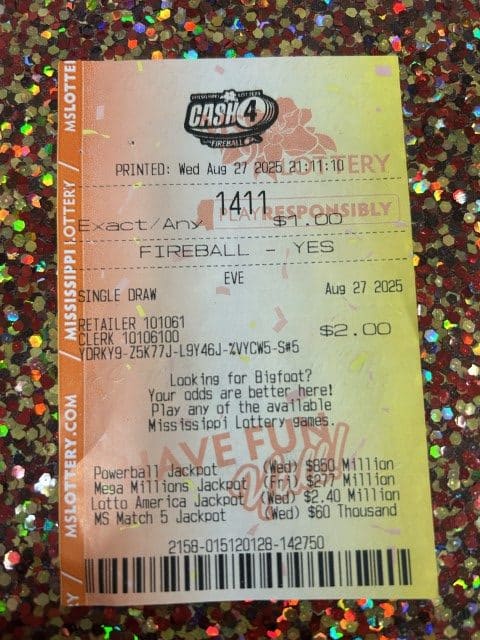 MISSISSIPPI LOTTERY
CASH 4
FIREBALL
LOTTERY
PRINTED: Wed Aug 27 2025 21:11:10
1411
PLAY RESPONSIBLY
Exact/Any $1.00
FIREBALL - YES
EVE
SINGLE DRAW Aug 27 2025
RETAILER 101061 $2.00
CLERK 10106100
YDRKY9-Z5K77J-L9Y46J-%VYCW5-S#5
Looking for Bigfoot?
Your odds are better here!
Play any of the available
Mississippi Lottery games.
HAVE FUN
Y'all
Powerball Jackpot (Wed) $850 Million
Mega Millions Jackpot (Fri) $277 Million
Lotto America Jackpot (Wed) $2.40 Million
MS Match 5 Jackpot (Wed) $60 Thousand
2158-015120128-142750
MSLOTTERY.COM / MISSISSIPPI LOTTERY / MSLOTTE